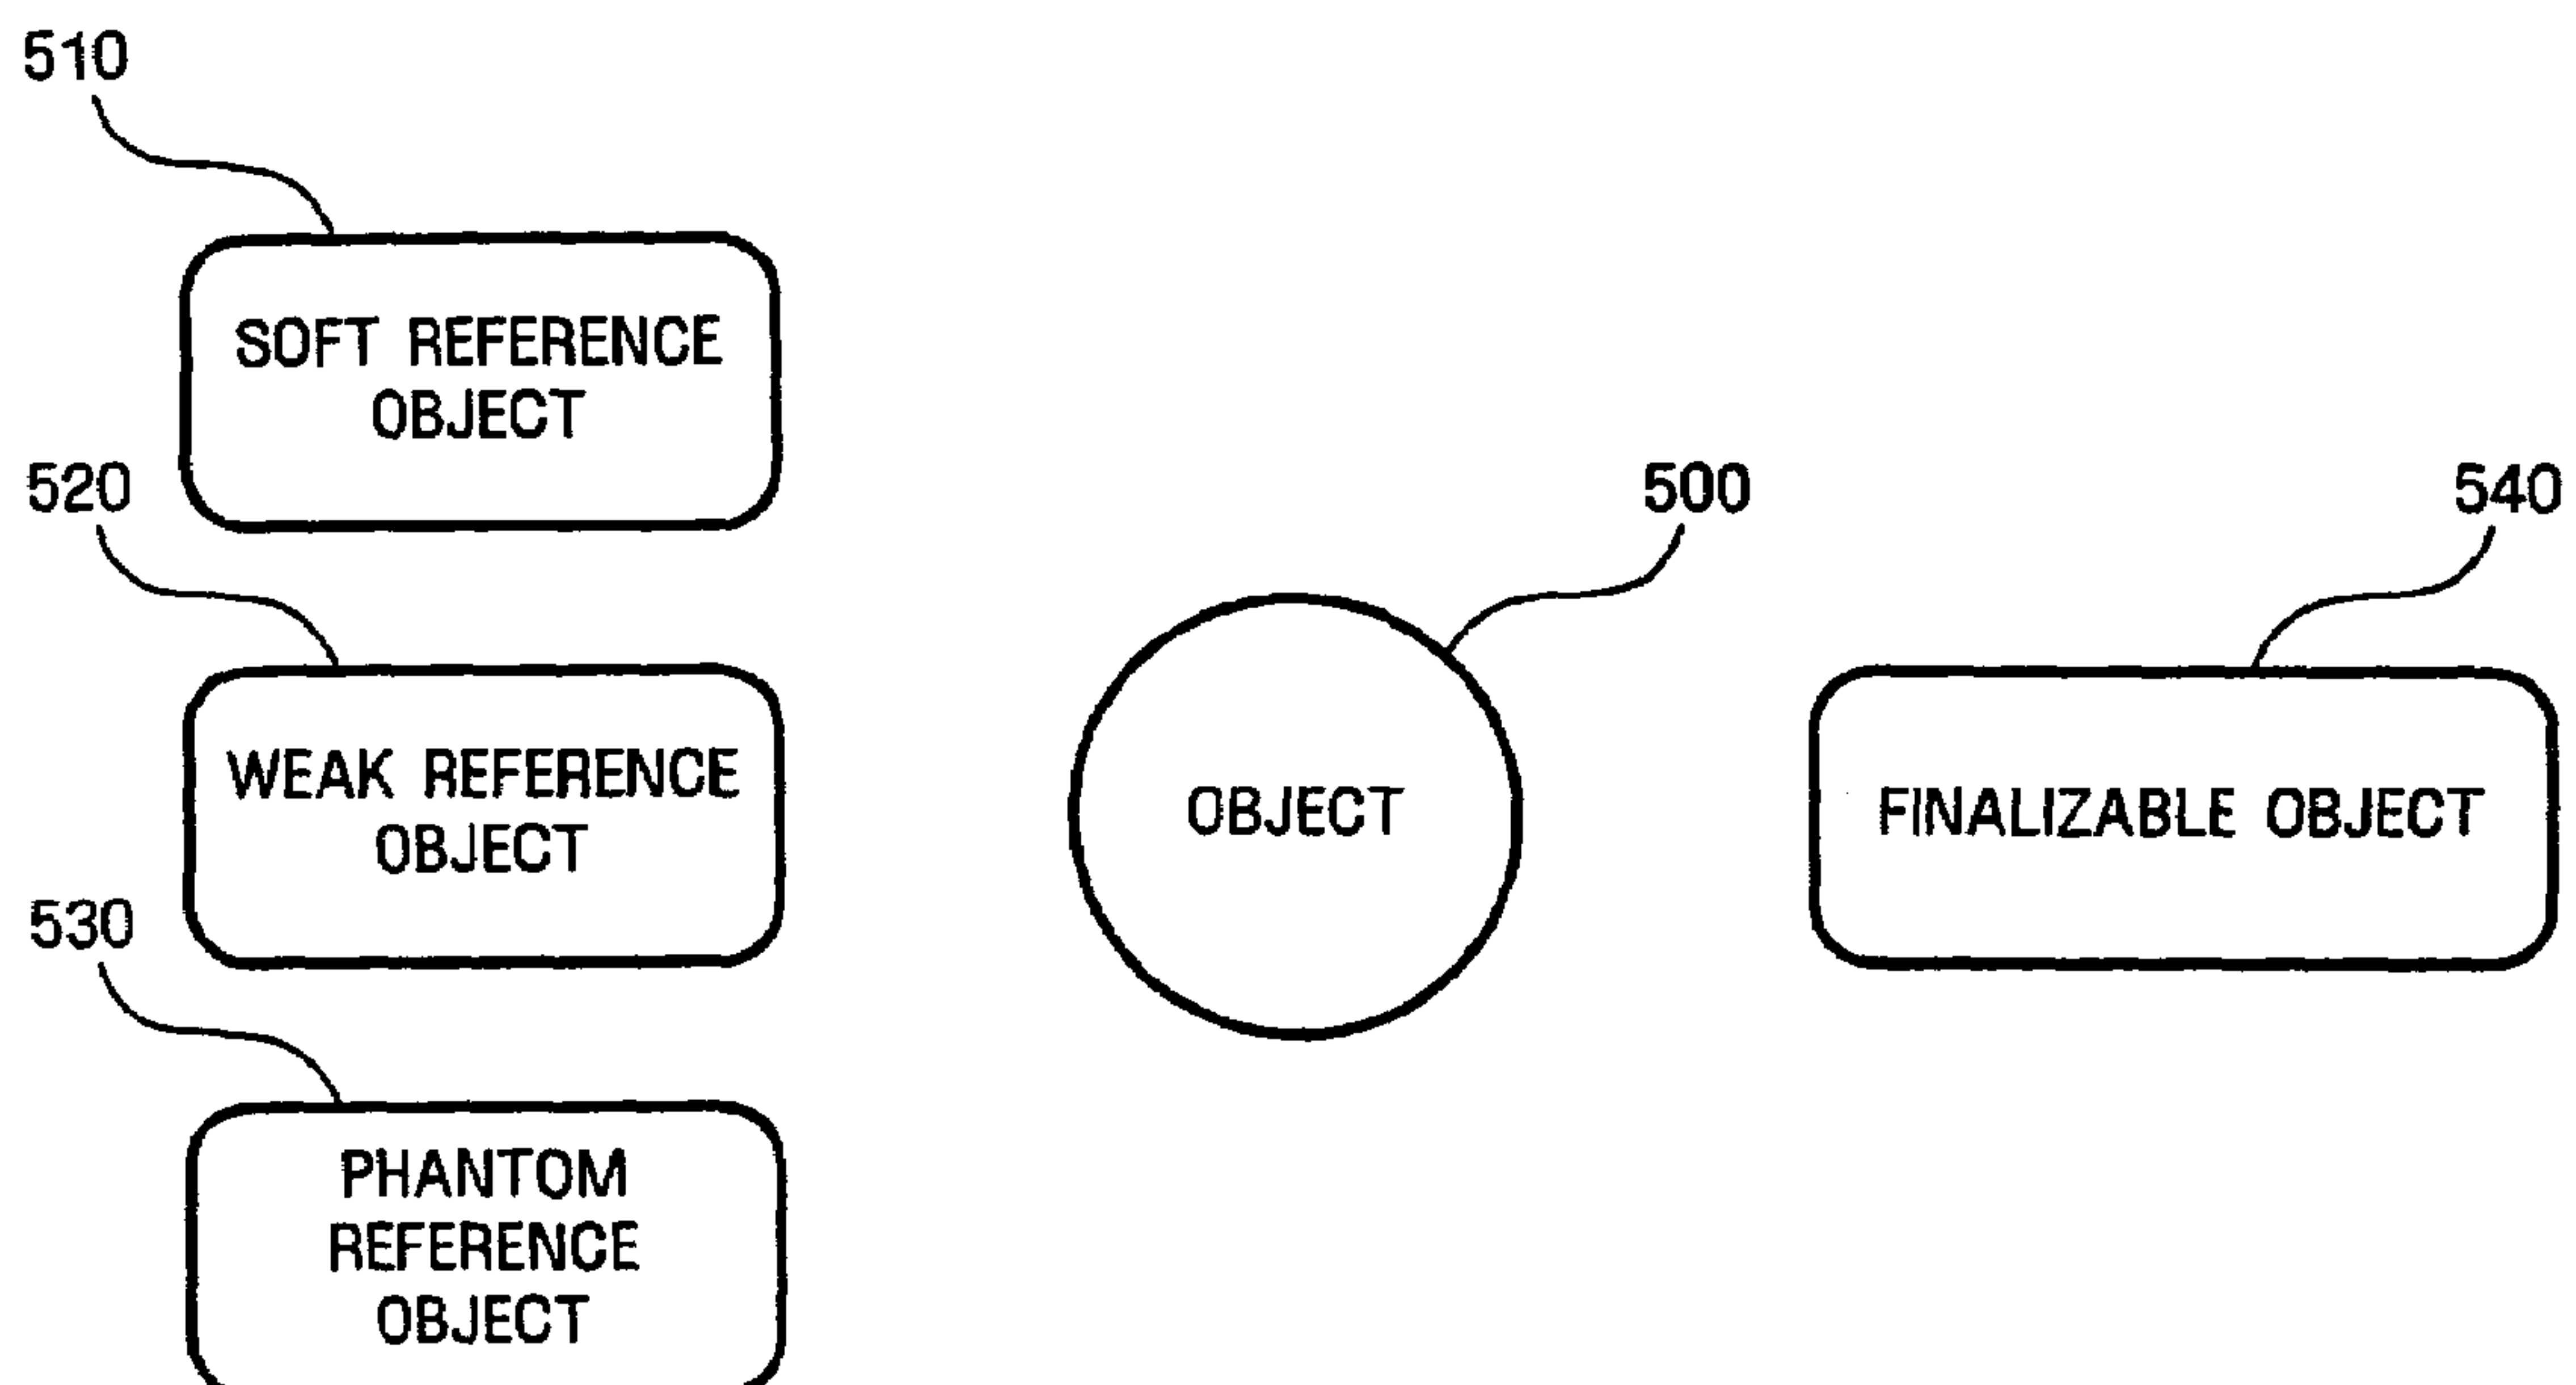 510
SOFT REFERENCE
OBJECT
520
WEAK REFERENCE
OBJECT
530
PHANTOM
REFERENCE
OBJECT
500
OBJECT
540
FINALIZABLE OBJECT